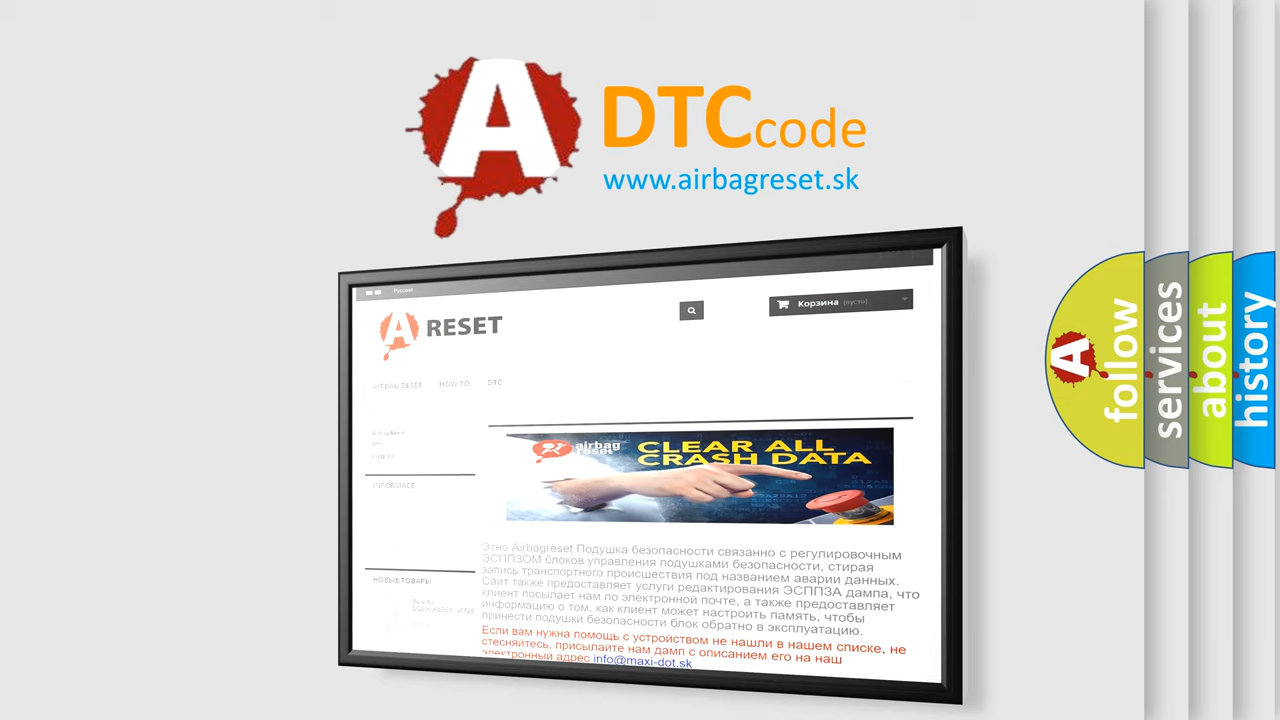 A DTC code
www.airbagreset.sk
Русский
A RESET
Корзина (пусто)
AIRBAG RESET HOW TO DTC
airbag
reset
CLEAR ALL
CRASH DATA
INFORMACE
Этно Airbagreset Подушка безопасности связанно с регулировочным
ЭСППЗОМ блоков управления подушками безопасности, стирая
запись транспортного происшествия под названием аварии данных.
Сайт также предоставляет услуги редактирования ЭСППЗА дампа, что
клиент посылает нам по электронной почте, а также предоставляет
информацию о том, как клиент может настроить память, чтобы
принести подушки безопасности блок обратно в эксплуатацию.
НОВЫЕ ТОВАРЫ
Если вам нужна помощь с устройством не нашли в нашем списке, не
стесняйтесь, присылайте нам дамп с описанием его на наш
электронный адрес info@maxi-dot.sk
A follow
services
about
history